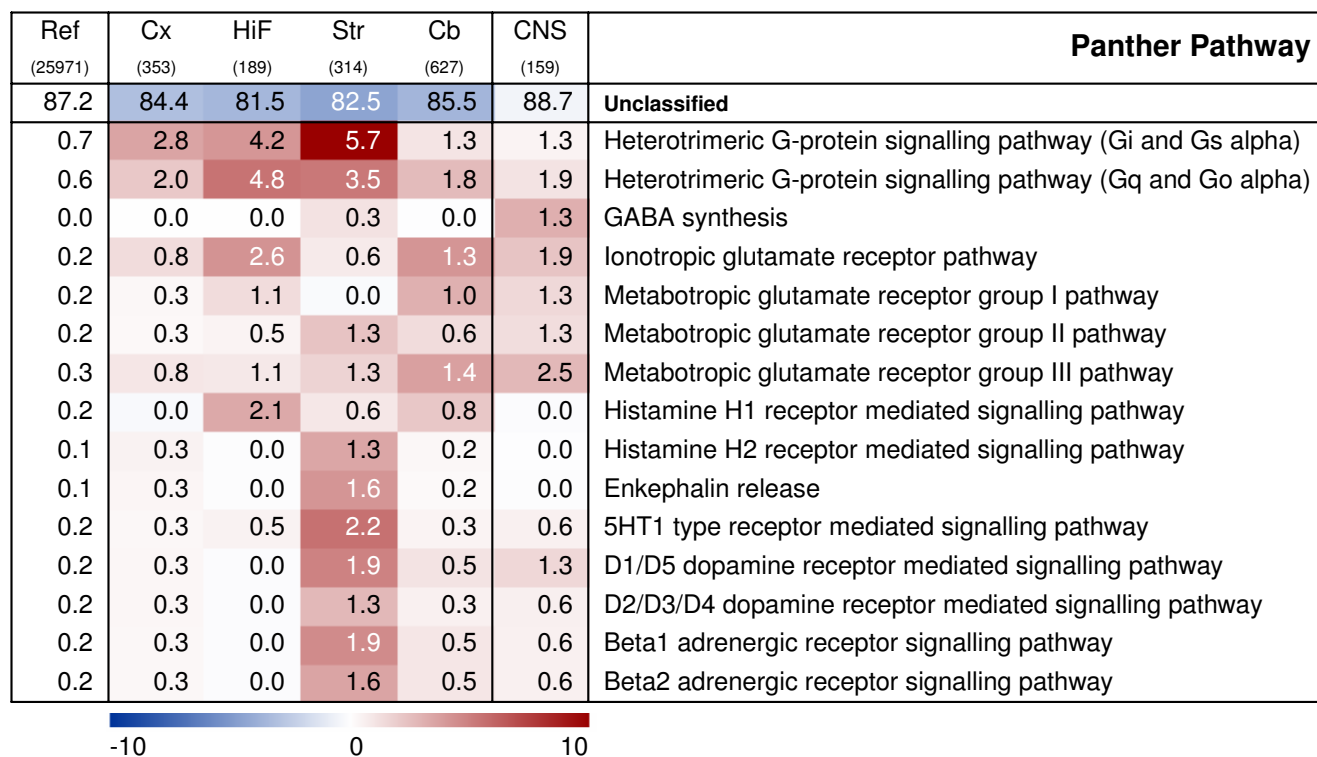 Ref Cx HiF Str Cb CNS Panther Pathway
(25971) (353) (189) (314) (627) (159)
87.2 84.4 81.5 82.5 85.5 88.7 Unclassified
0.7 2.8 4.2 5.7 1.3 1.3 Heterotrimeric G-protein signalling pathway (Gi and Gs alpha)
0.6 2.0 4.8 3.5 1.8 1.9 Heterotrimeric G-protein signalling pathway (Gq and Go alpha)
0.0 0.0 0.0 0.3 0.0 1.3 GABA synthesis
0.2 0.8 2.6 0.6 1.3 1.9 Ionotropic glutamate receptor pathway
0.2 0.3 1.1 0.0 1.0 1.3 Metabotropic glutamate receptor group I pathway
0.2 0.3 0.5 1.3 0.6 1.3 Metabotropic glutamate receptor group II pathway
0.3 0.8 1.1 1.3 1.4 2.5 Metabotropic glutamate receptor group III pathway
0.2 0.0 2.1 0.6 0.8 0.0 Histamine H1 receptor mediated signalling pathway
0.1 0.3 0.0 1.3 0.2 0.0 Histamine H2 receptor mediated signalling pathway
0.1 0.3 0.0 1.6 0.2 0.0 Enkephalin release
0.2 0.3 0.5 2.2 0.3 0.6 5HT1 type receptor mediated signalling pathway
0.2 0.3 0.0 1.9 0.5 1.3 D1/D5 dopamine receptor mediated signalling pathway
0.2 0.3 0.0 1.3 0.3 0.6 D2/D3/D4 dopamine receptor mediated signalling pathway
0.2 0.3 0.0 1.9 0.5 0.6 Beta1 adrenergic receptor signalling pathway
0.2 0.3 0.0 1.6 0.5 0.6 Beta2 adrenergic receptor signalling pathway
-10 0 10